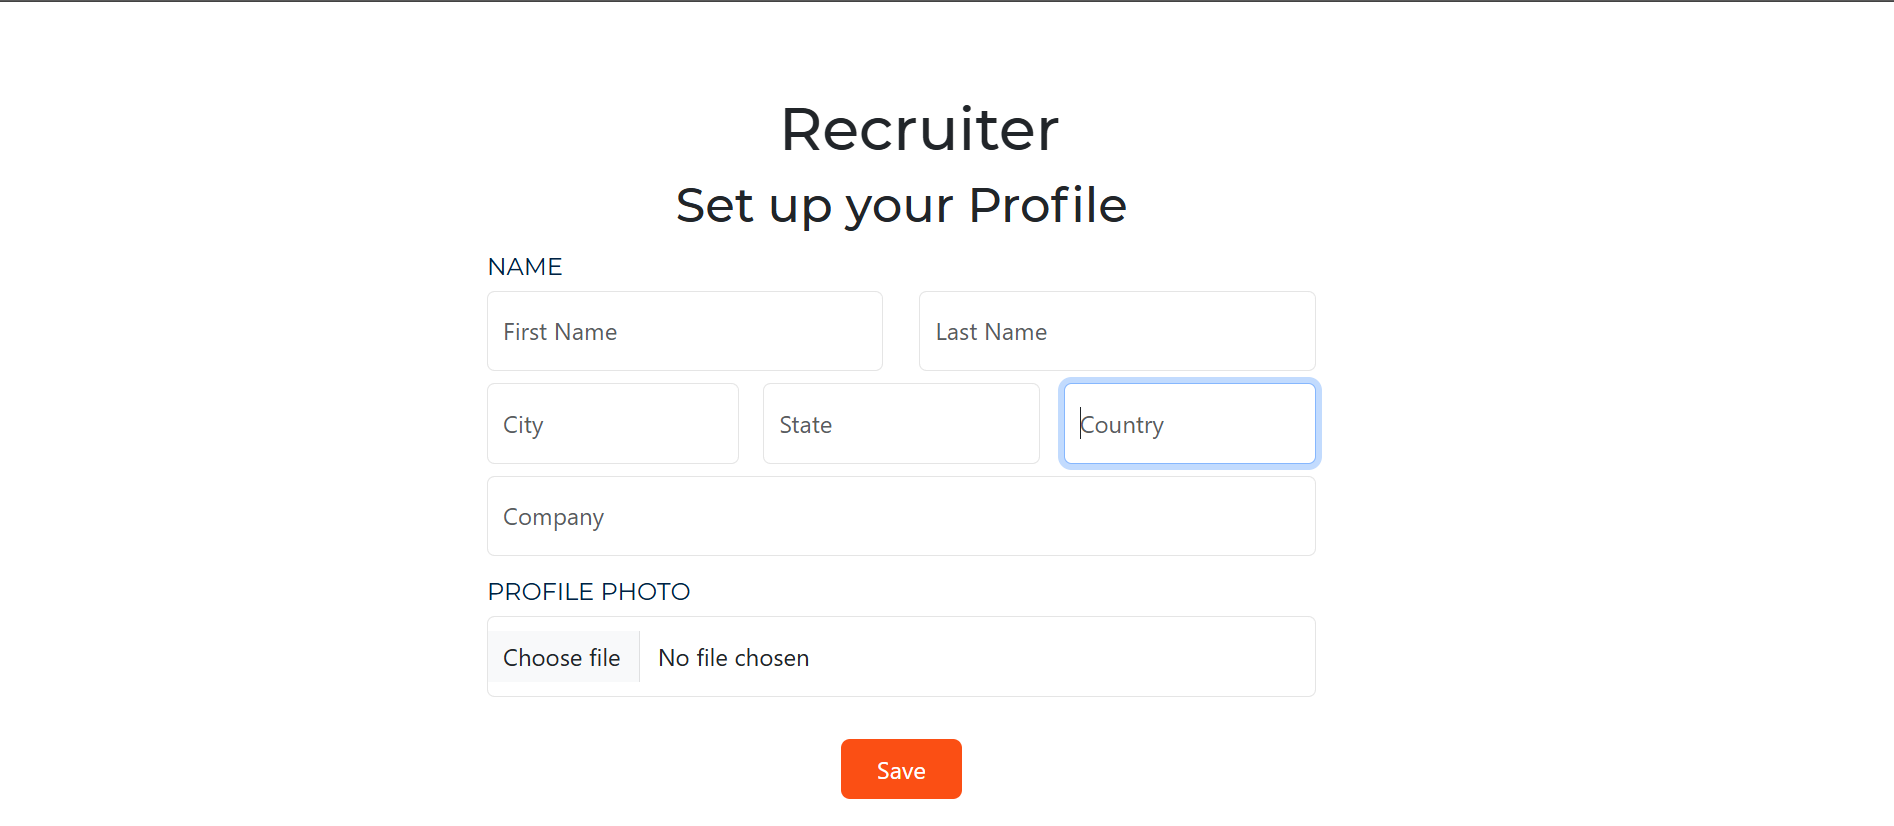 Recruiter
Set up your Profile
NAME
First Name Last Name
City State Country
Company
PROFILE PHOTO
Choose file No file chosen
Save